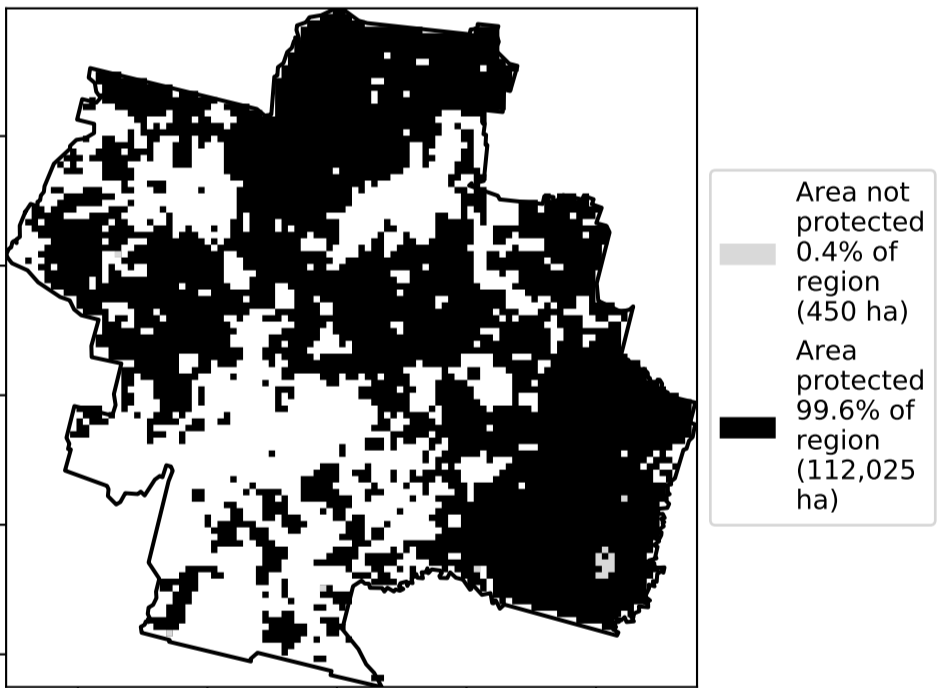 Area not
protected
0.4% of
region
(450 ha)
Area
protected
99.6% of
region
(112,025
ha)